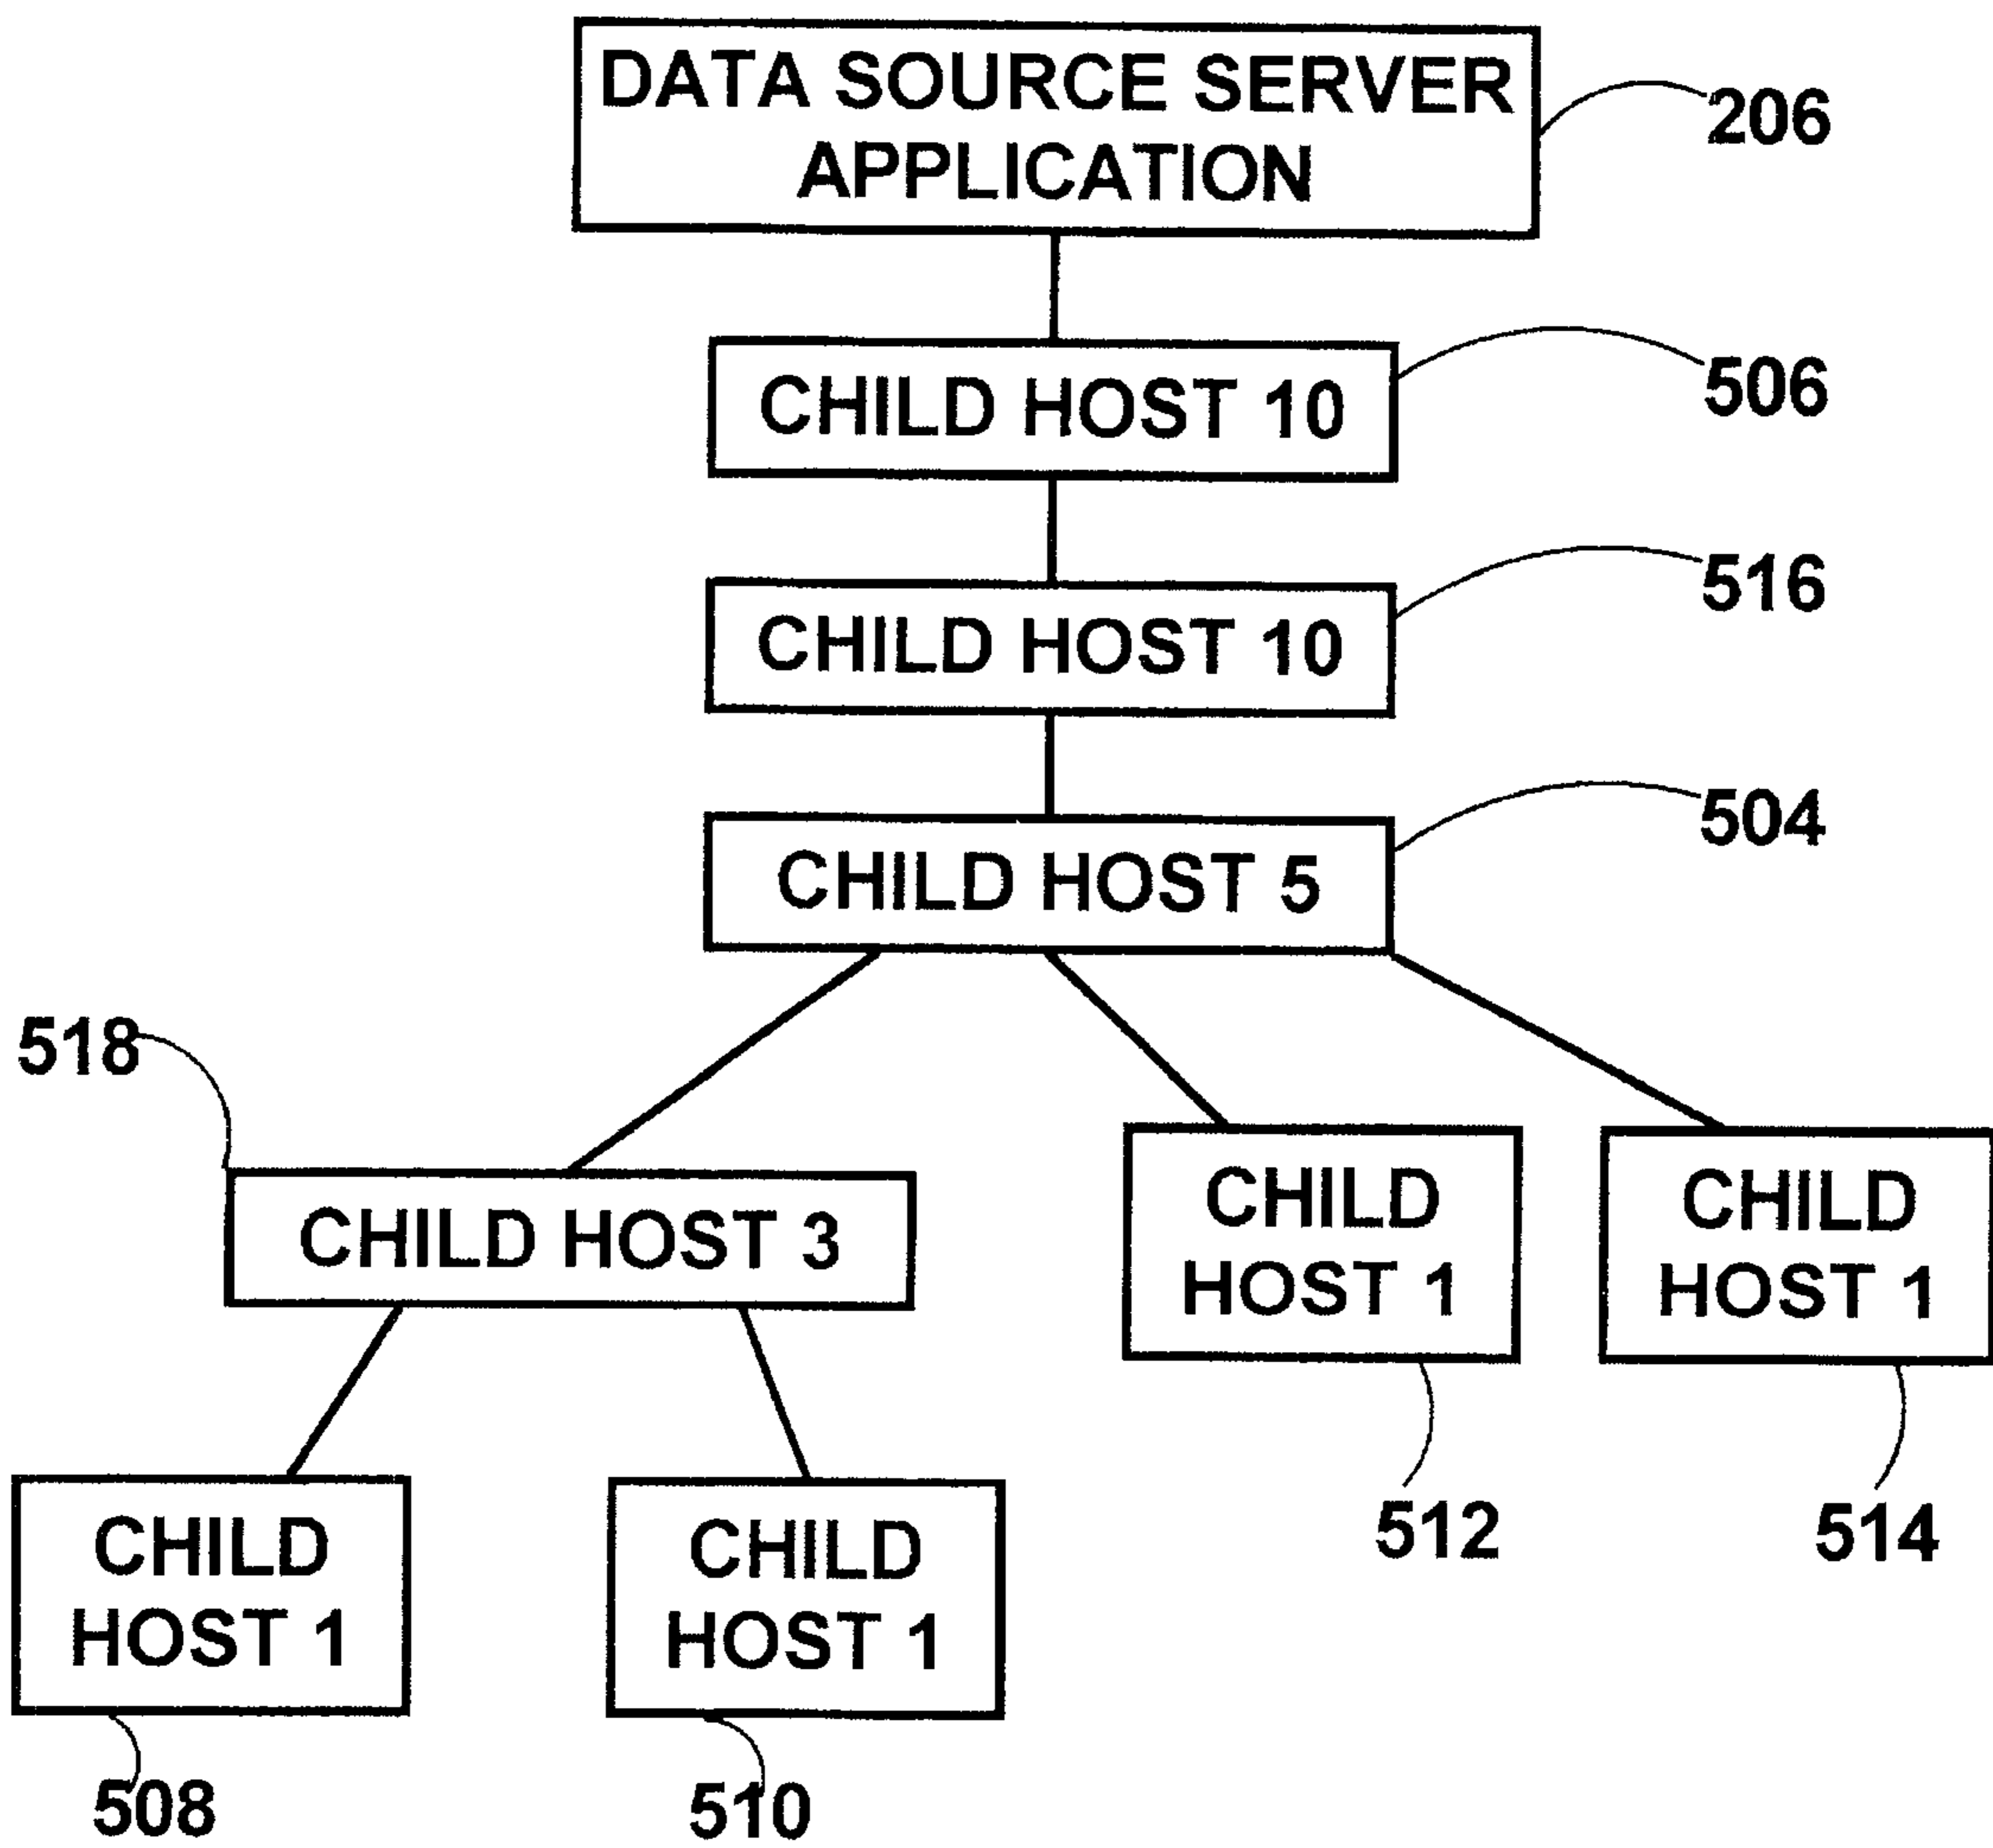 DATA SOURCE SERVER
APPLICATION
206
CHILD HOST 10
506
CHILD HOST 10
516
CHILD HOST 5
504
518
CHILD HOST 3
CHILD
HOST 1
CHILD
HOST 1
512
514
CHILD
HOST 1
CHILD
HOST 1
508
510